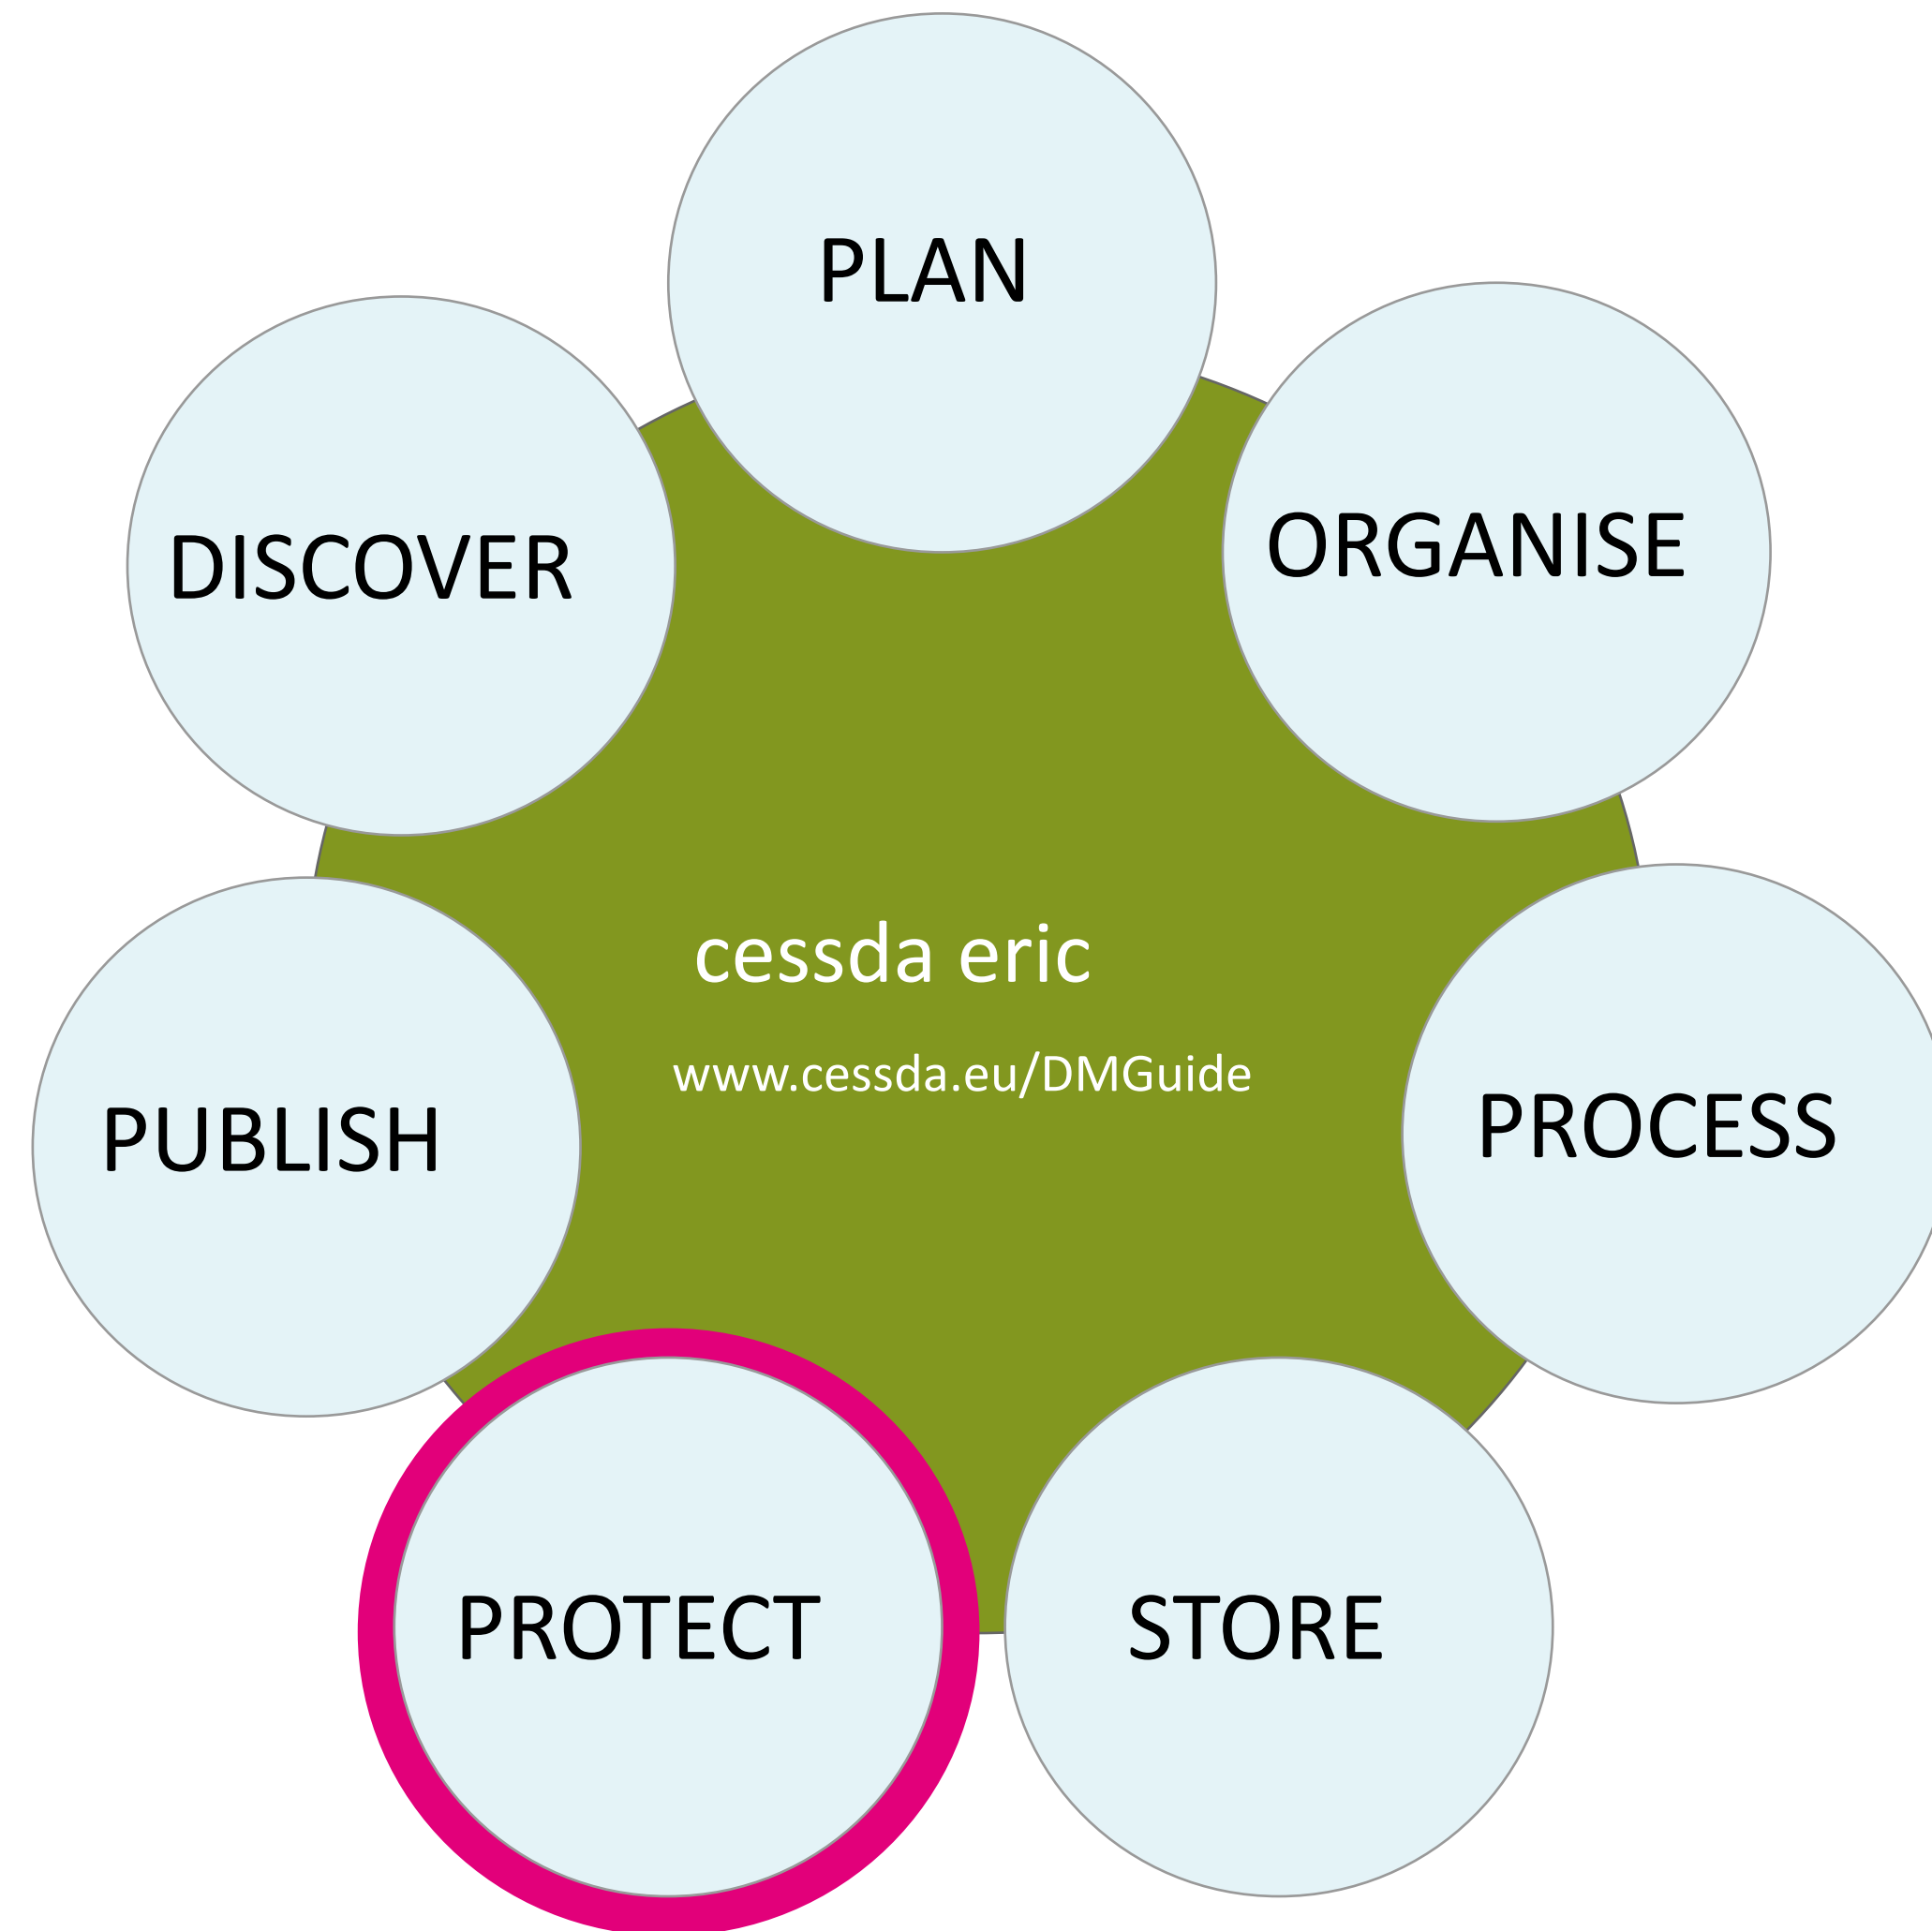 PLAN
ORGANISE
DISCOVER
cessda eric
www.cessda.eu/DMGuide
PROCESS
PUBLISH
PROTECT
STORE